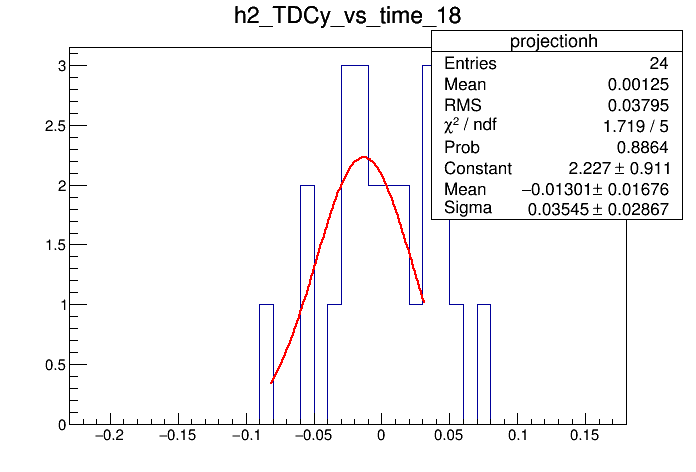 h2_TDCy_vs_time_18
projectionh
Entries 24
Mean 0.00125
RMS 0.03795
χ² / ndf 1.719 / 5
Prob 0.8864
Constant 2.227 ± 0.911
Mean −0.01301 ± 0.01676
Sigma 0.03545 ± 0.02867
3
2.5
2
1.5
1
0.5
0
−0.2 −0.15 −0.1 −0.05 0 0.05 0.1 0.15